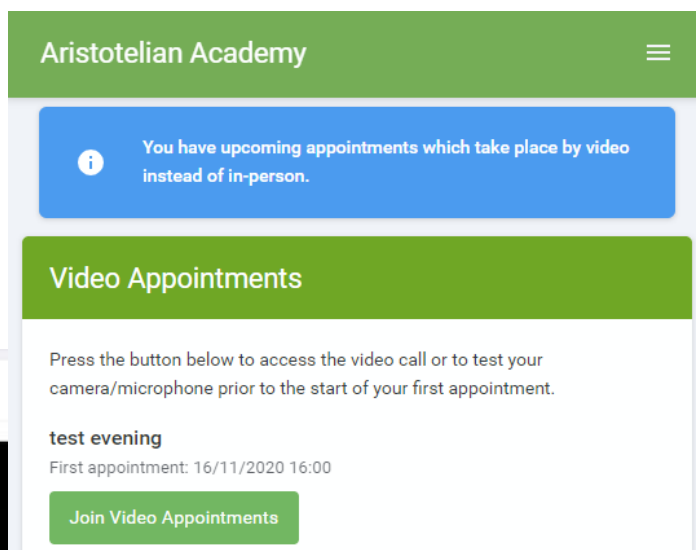 Aristotelian Academy
You have upcoming appointments which take place by video
instead of in-person.
Video Appointments
Press the button below to access the video call or to test your
camera/microphone prior to the start of your first appointment.
test evening
First appointment: 16/11/2020 16:00
Join Video Appointments